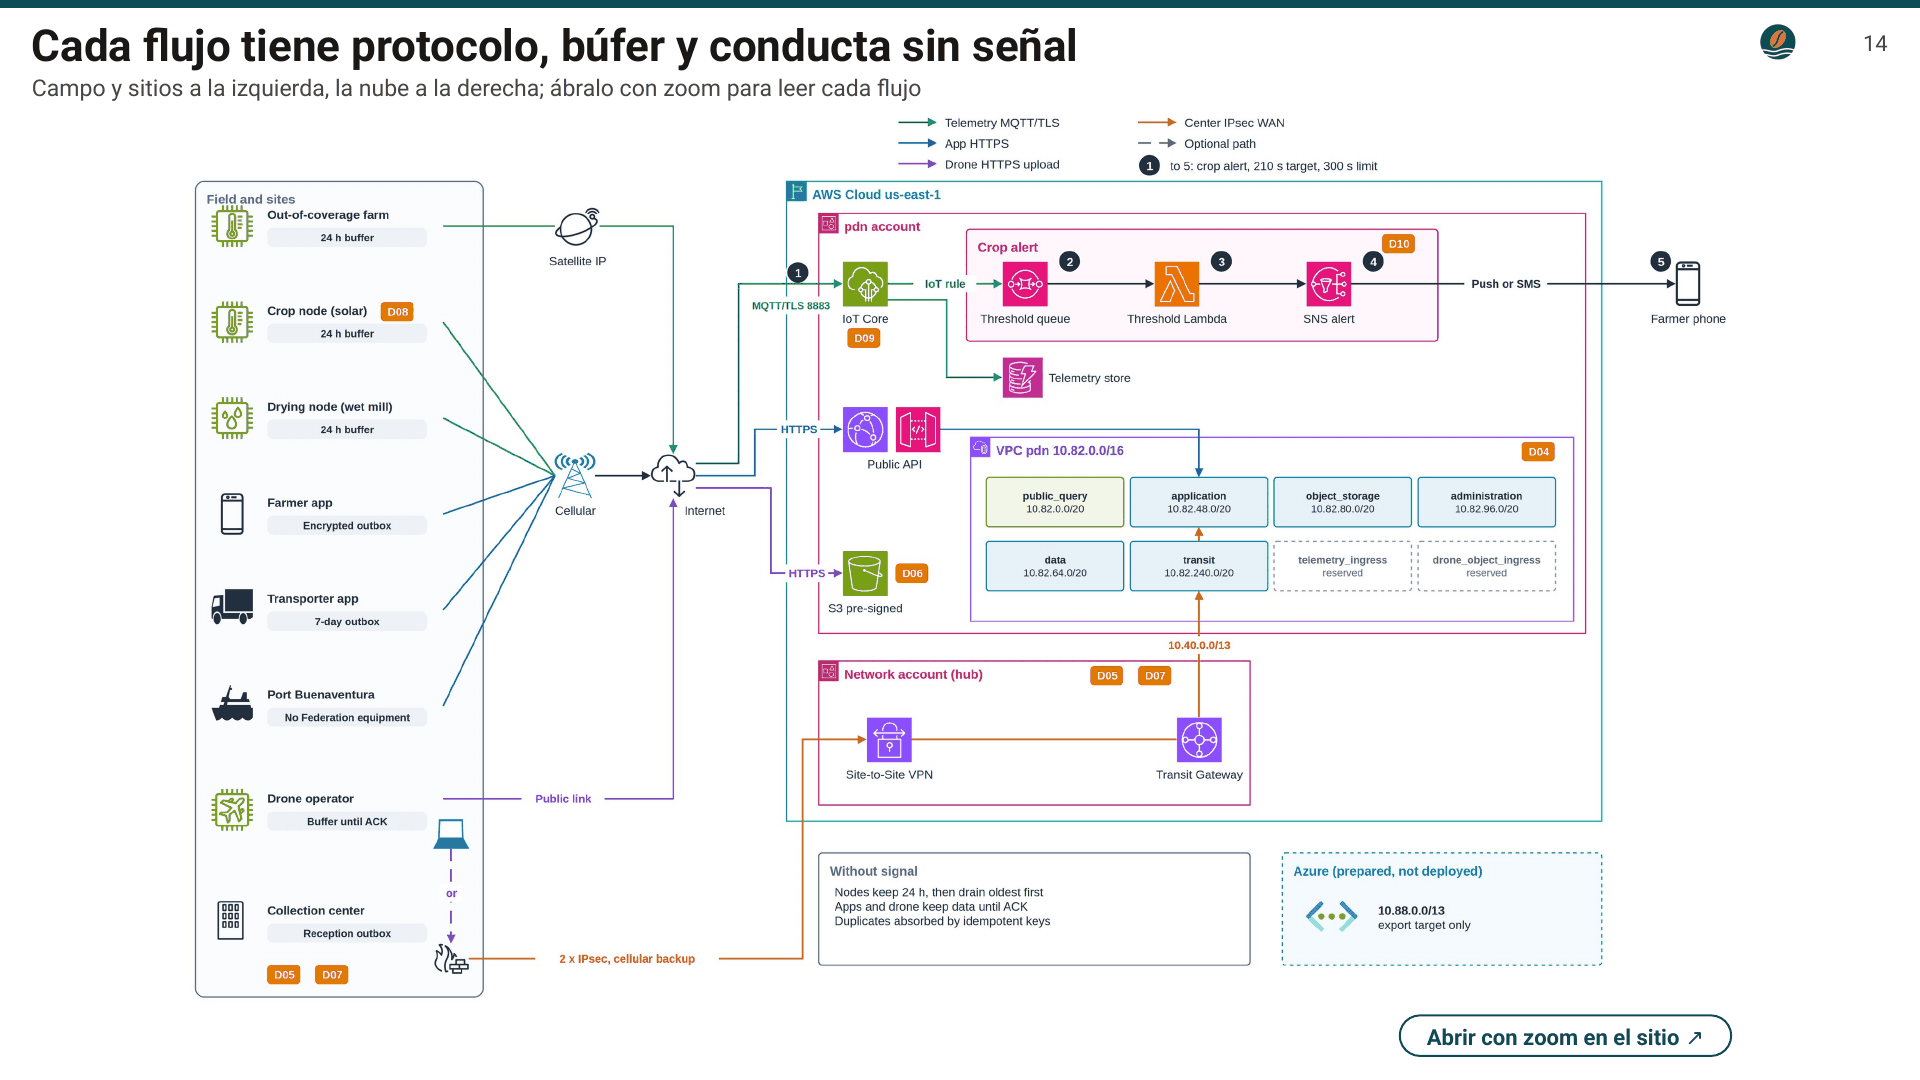 Cada flujo tiene protocolo, búfer y conducta sin señal
14
Campo y sitios a la izquierda, la nube a la derecha; ábralo con zoom para leer cada flujo
Telemetry MQTT/TLS
App HTTPS
Drone HTTPS upload
Center IPsec WAN
Optional path
1 to 5: crop alert, 210 s target, 300 s limit
Field and sites
Out-of-coverage farm
24 h buffer
Crop node (solar)
D08
24 h buffer
Drying node (wet mill)
24 h buffer
Farmer app
Encrypted outbox
Transporter app
7-day outbox
Port Buenaventura
No Federation equipment
Drone operator
Buffer until ACK
or
Collection center
Reception outbox
D05
D07
Satellite IP
Cellular
Internet
Public link
2 x IPsec, cellular backup
AWS Cloud us-east-1
pdn account
1
MQTT/TLS 8883
IoT Core
D09
IoT rule
Crop alert
D10
2
3
4
Threshold queue
Threshold Lambda
SNS alert
Push or SMS
5
Farmer phone
Telemetry store
HTTPS
Public API
HTTPS
S3 pre-signed
D06
VPC pdn 10.82.0.0/16
D04
public_query
10.82.0.0/20
application
10.82.48.0/20
object_storage
10.82.80.0/20
administration
10.82.96.0/20
data
10.82.64.0/20
transit
10.82.240.0/20
telemetry_ingress
reserved
drone_object_ingress
reserved
10.40.0.0/13
Network account (hub)
D05
D07
Site-to-Site VPN
Transit Gateway
Without signal
Nodes keep 24 h, then drain oldest first
Apps and drone keep data until ACK
Duplicates absorbed by idempotent keys
Azure (prepared, not deployed)
10.88.0.0/13
export target only
Abrir con zoom en el sitio ↗